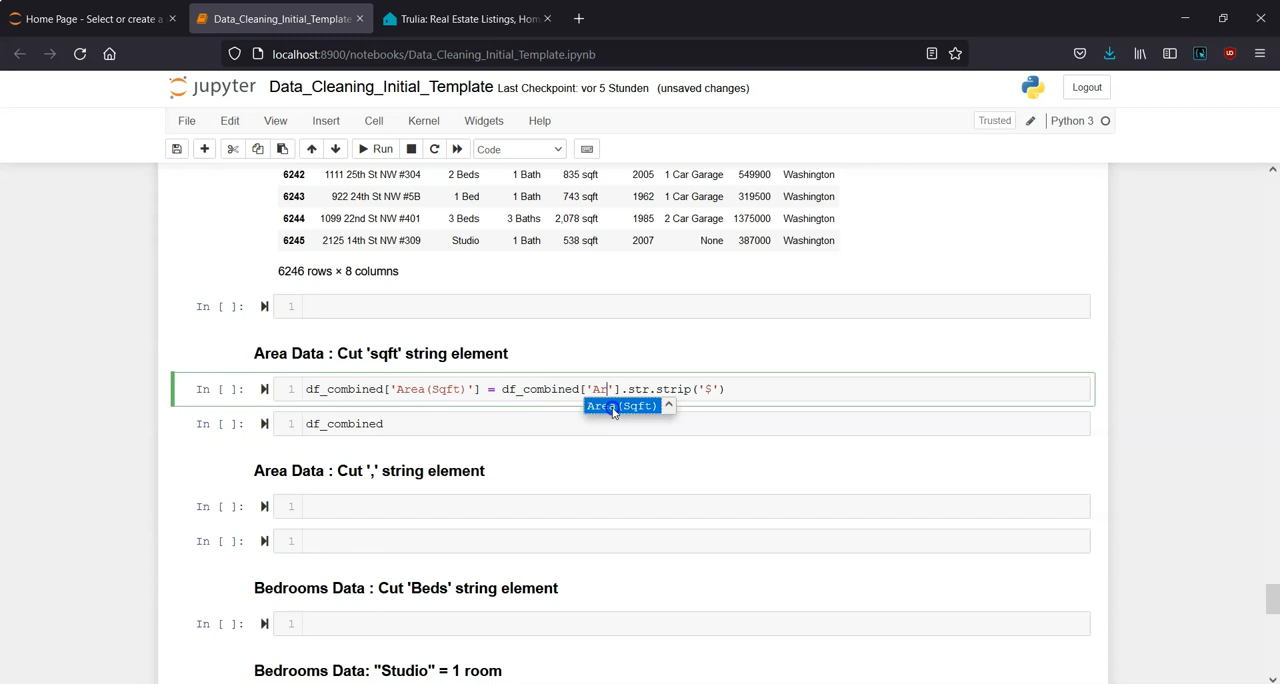 Home Page - Select or create a
Data_Cleaning_Initial_Template
Trulia: Real Estate Listings, Hom
localhost:8900/notebooks/Data_Cleaning_Initial_Template.ipynb
jupyter Data_Cleaning_Initial_Template Last Checkpoint: vor 5 Stunden (unsaved changes) Logout
File Edit View Insert Cell Kernel Widgets Help Trusted Python 3
Run Code
6242 1111 25th St NW #304 2 Beds 1 Bath 835 sqft 2005 1 Car Garage 549900 Washington
6243 922 24th St NW #5B 1 Bed 1 Bath 743 sqft 1962 1 Car Garage 319500 Washington
6244 1099 22nd St NW #401 3 Beds 3 Baths 2,078 sqft 1985 2 Car Garage 1375000 Washington
6245 2125 14th St NW #309 Studio 1 Bath 538 sqft 2007 None 387000 Washington
6246 rows × 8 columns
In [ ]: 1
Area Data : Cut 'sqft' string element
In [ ]: 1 df_combined['Area(Sqft)'] = df_combined['Ar'].str.strip('$')
Area(Sqft)
In [ ]: 1 df_combined
Area Data : Cut ',' string element
In [ ]: 1
In [ ]: 1
Bedrooms Data : Cut 'Beds' string element
In [ ]: 1
Bedrooms Data: "Studio" = 1 room